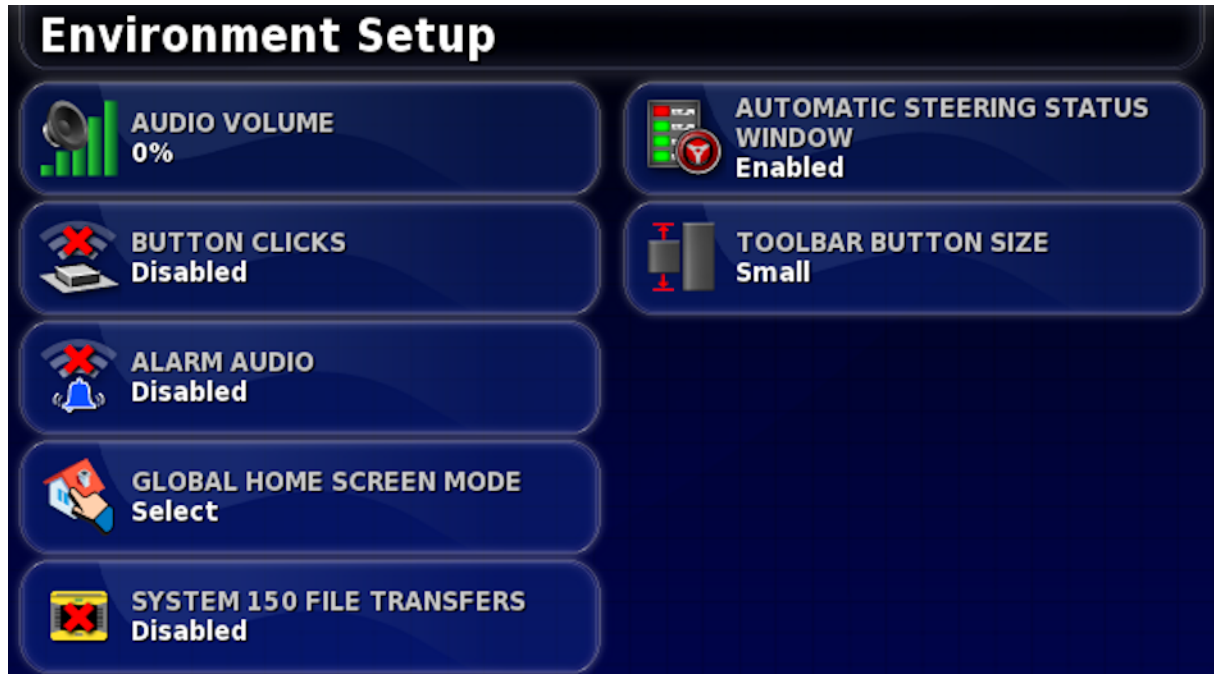 Environment Setup
AUDIO VOLUME
0%
BUTTON CLICKS
Disabled
ALARM AUDIO
Disabled
GLOBAL HOME SCREEN MODE
Select
SYSTEM 150 FILE TRANSFERS
Disabled
AUTOMATIC STEERING STATUS
WINDOW
Enabled
TOOLBAR BUTTON SIZE
Small